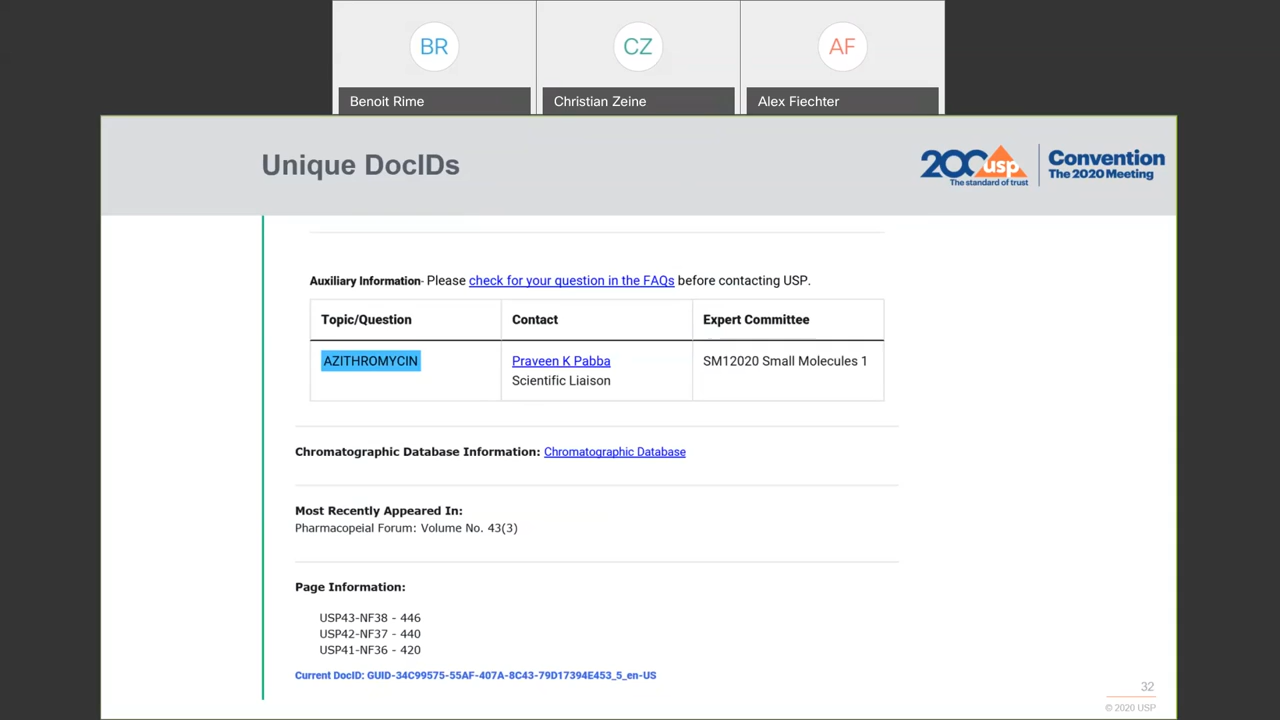 BR
CZ
AF
Benoit Rime
Christian Zeine
Alex Fiechter
Unique DocIDs
200 usp
The standard of trust
Convention
The 2020 Meeting
Auxiliary Information- Please check for your question in the FAQs before contacting USP.
Topic/Question Contact Expert Committee
AZITHROMYCIN Praveen K Pabba SM12020 Small Molecules 1
Scientific Liaison
Chromatographic Database Information: Chromatographic Database
Most Recently Appeared In:
Pharmacopeial Forum: Volume No. 43(3)
Page Information:
USP43-NF38 - 446
USP42-NF37 - 440
USP41-NF36 - 420
Current DocID: GUID-34C99575-55AF-407A-8C43-79D17394E453_5_en-US
32
© 2020 USP